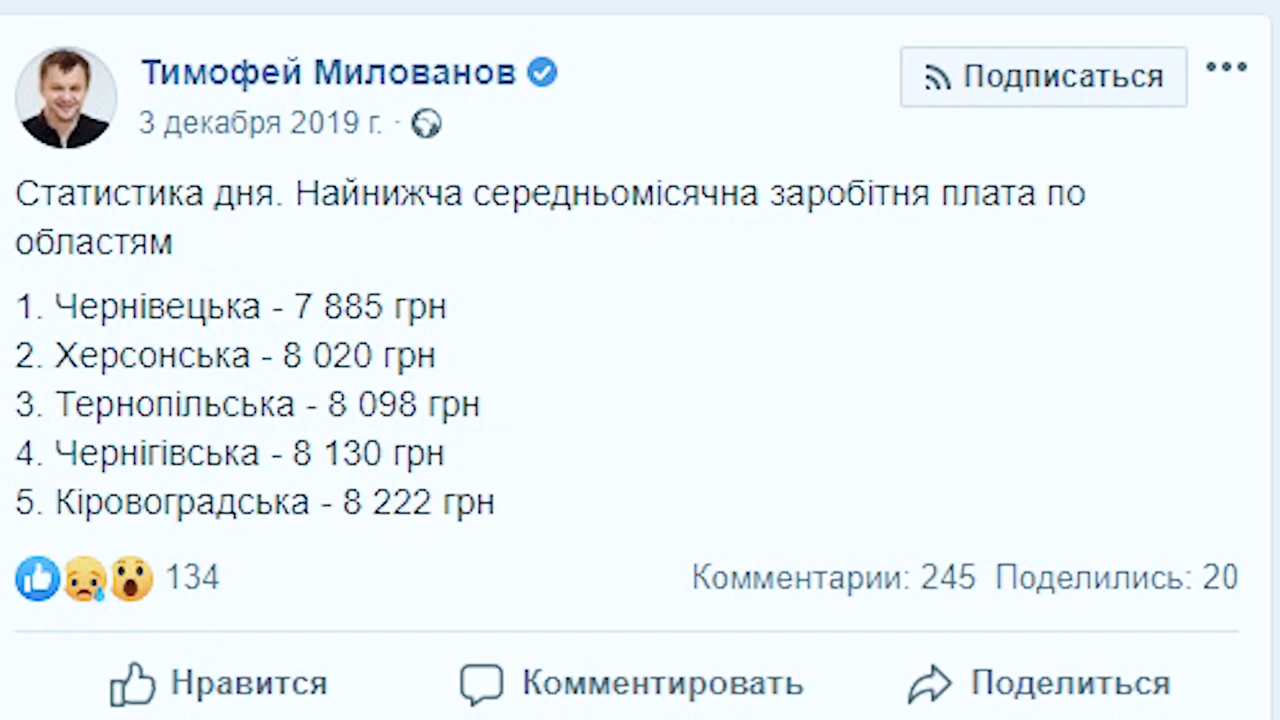 Тимофей Милованов
Подписаться
3 декабря 2019 г. ·
Статистика дня. Найнижча середньомісячна заробітня плата по
областям
1. Чернівецька - 7 885 грн
2. Херсонська - 8 020 грн
3. Тернопільська - 8 098 грн
4. Чернігівська - 8 130 грн
5. Кіровоградська - 8 222 грн
134
Комментарии: 245 Поделились: 20
Нравится
Комментировать
Поделиться